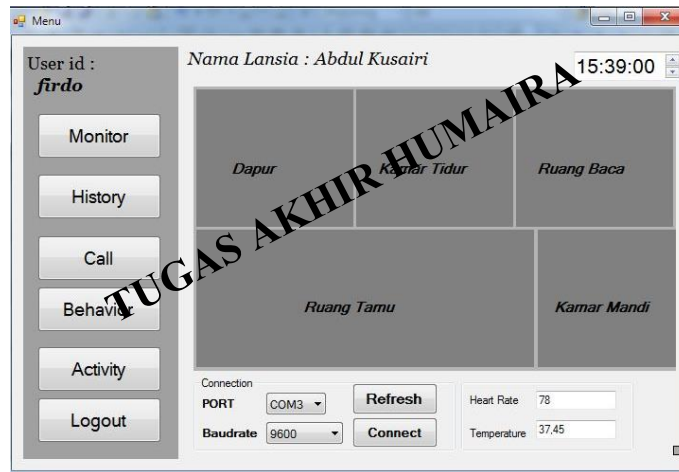 Menu
User id :
firdo
Nama Lansia : Abdul Kusairi
15:39:00
Monitor
History
Call
Behavior
Activity
Logout
Dapur
Kamar Tidur
Ruang Baca
Ruang Tamu
Kamar Mandi
TUGAS AKHIR HUMAIRA
Connection
PORT COM3
Refresh
Baudrate 9600
Connect
Heart Rate 78
Temperature 37,45